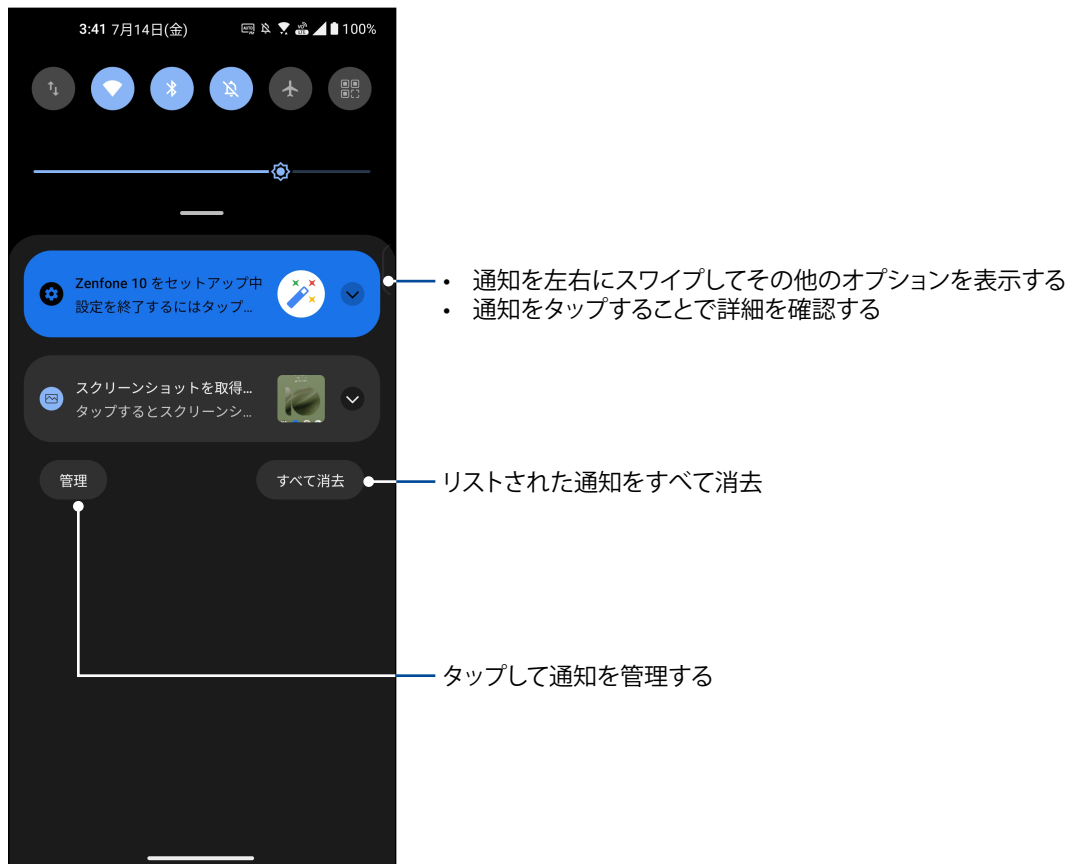 3:41 7月14日(金) 100%
Zenfone 10 をセットアップ中
設定を終了するにはタップ...
• 通知を左右にスワイプしてその他のオプションを表示する
• 通知をタップすることで詳細を確認する
スクリーンショットを取得...
タップするとスクリーンシ...
管理
すべて消去
リストされた通知をすべて消去
タップして通知を管理する